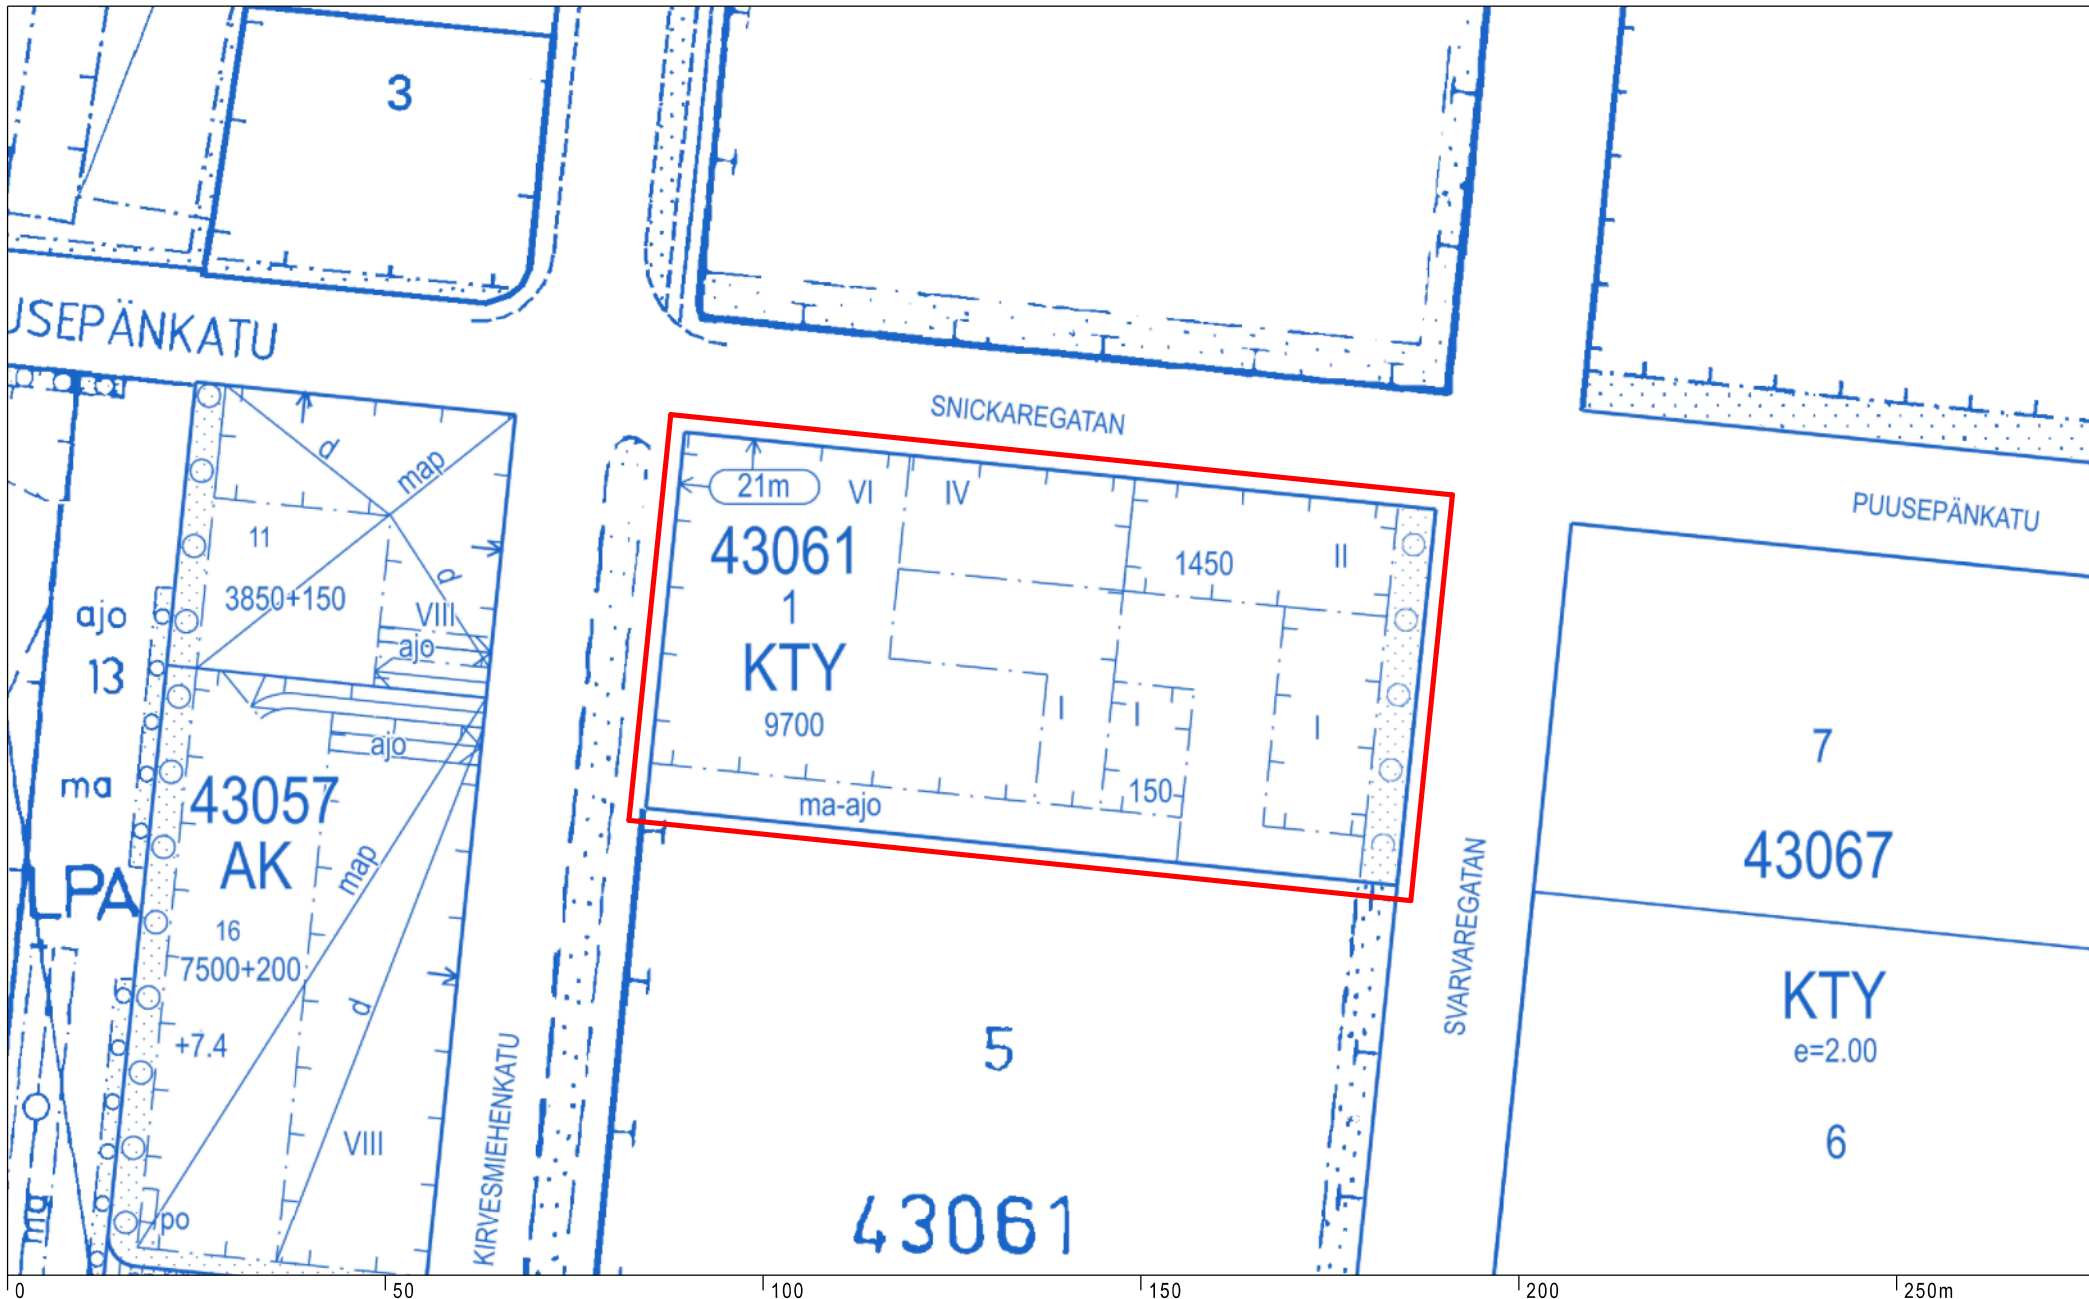 3
USEPÄNKATU
SNICKAREGATAN
PUUSEPÄNKATU
d
map
11
3850+150
d
VIII
ajo
ajo
13
ajo
ma
43057
AK
16
7500+200
+7.4
map
d
VIII
po
LPA
ma
KIRVESMIEHENKATU
21m
VI
IV
43061
1
KTY
9700
ma-ajo
1450
II
I
I
I
150
5
43061
SVARVAREGATAN
7
43067
KTY
e=2.00
6
0
50
100
150
200
250m